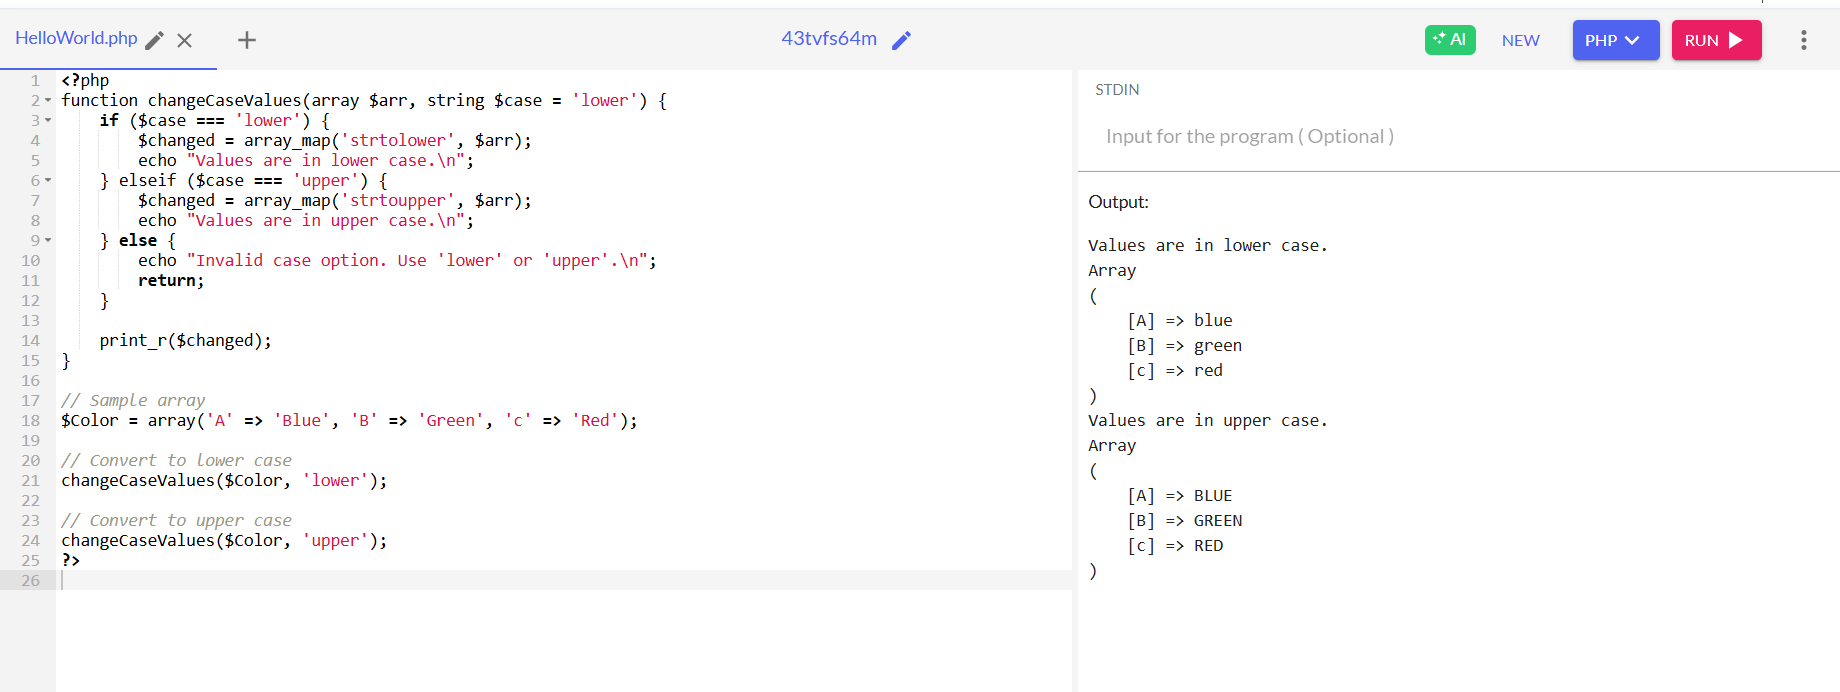 HelloWorld.php
43tvfs64m
AI
NEW
PHP
RUN
1 <?php
2 function changeCaseValues(array $arr, string $case = 'lower') {
3     if ($case === 'lower') {
4         $changed = array_map('strtolower', $arr);
5         echo "Values are in lower case.\n";
6     } elseif ($case === 'upper') {
7         $changed = array_map('strtoupper', $arr);
8         echo "Values are in upper case.\n";
9     } else {
10         echo "Invalid case option. Use 'lower' or 'upper'.\n";
11         return;
12     }
13
14     print_r($changed);
15 }
16
17 // Sample array
18 $Color = array('A' => 'Blue', 'B' => 'Green', 'c' => 'Red');
19
20 // Convert to lower case
21 changeCaseValues($Color, 'lower');
22
23 // Convert to upper case
24 changeCaseValues($Color, 'upper');
25 ?>
26
STDIN
Input for the program ( Optional )
Output:
Values are in lower case.
Array
(
    [A] => blue
    [B] => green
    [c] => red
)
Values are in upper case.
Array
(
    [A] => BLUE
    [B] => GREEN
    [c] => RED
)